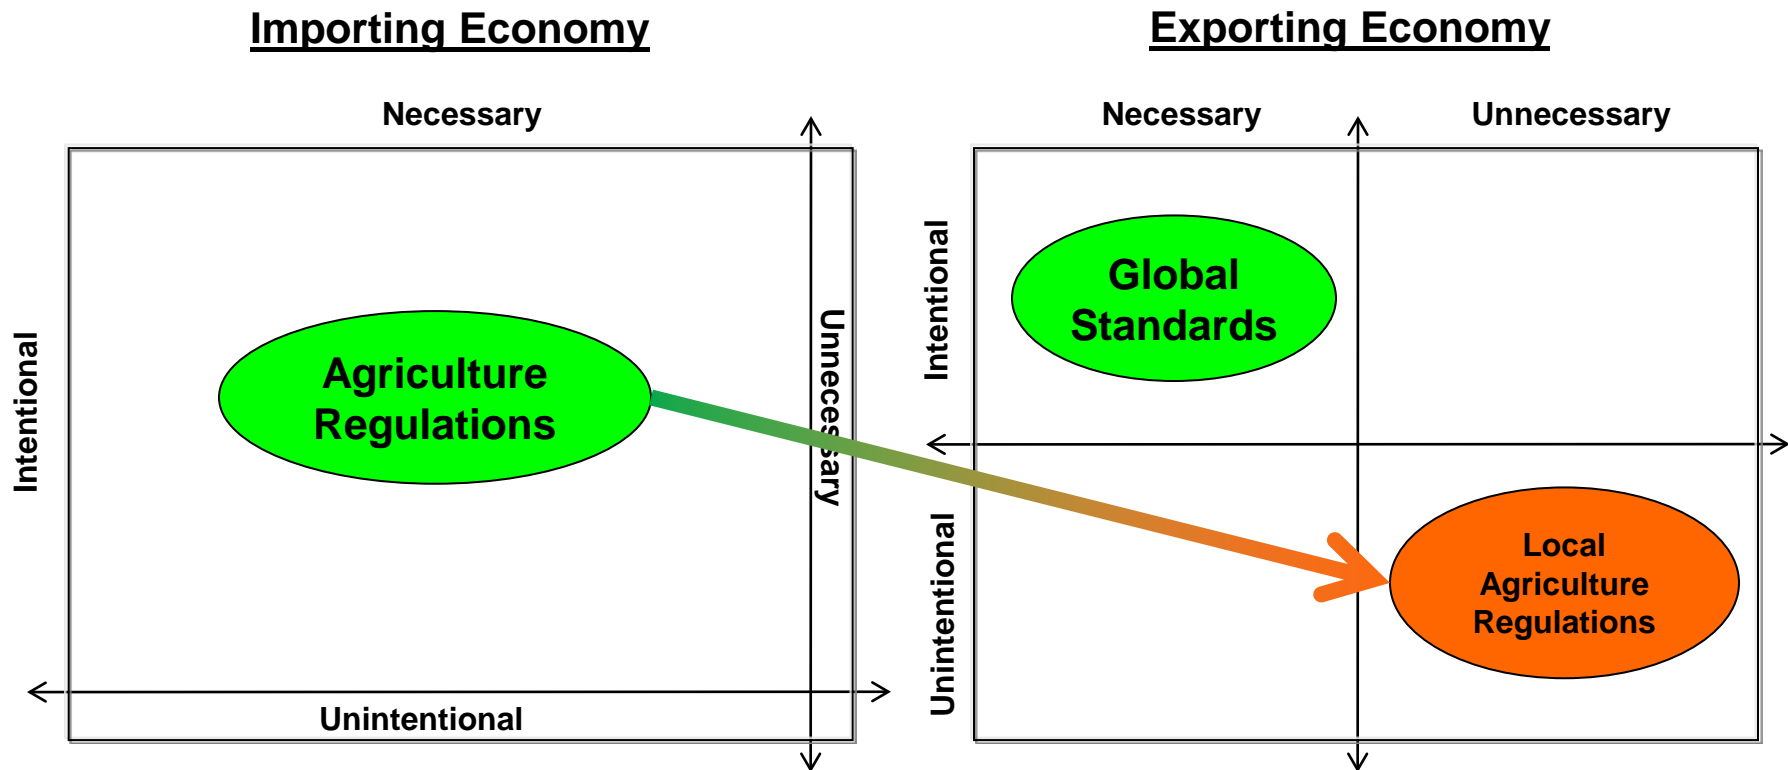 Importing Economy
Necessary
Intentional
Agriculture
Regulations
Unnecessary
Unintentional
Exporting Economy
Necessary
Unnecessary
Intentional
Global
Standards
Unintentional
Local
Agriculture
Regulations